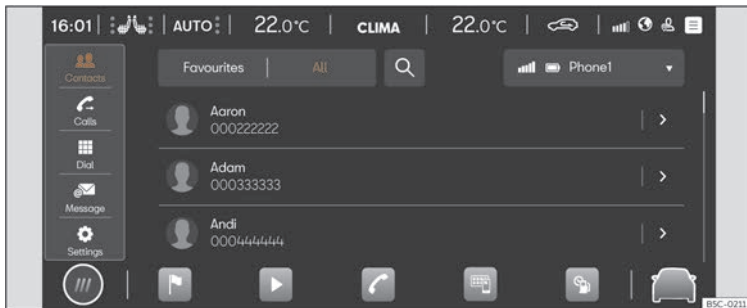 16:01 AUTO 22.0°C CLIMA 22.0°C
Favourites All Phone1
Contacts
Aaron
000222222
Calls
Dial
Adam
000333333
Message
Andi
000444444
Settings
BSC-0211